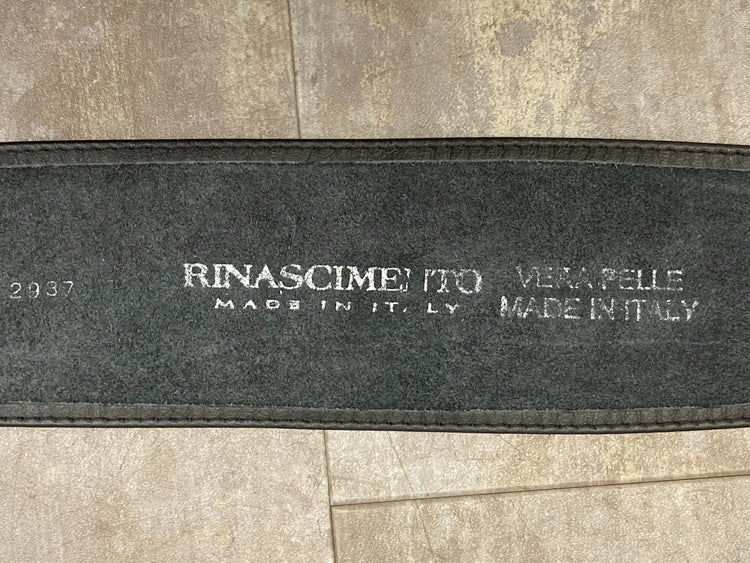 2937
RINASCIMENTO
MADE IN ITALY
VERA PELLE
MADE IN ITALY